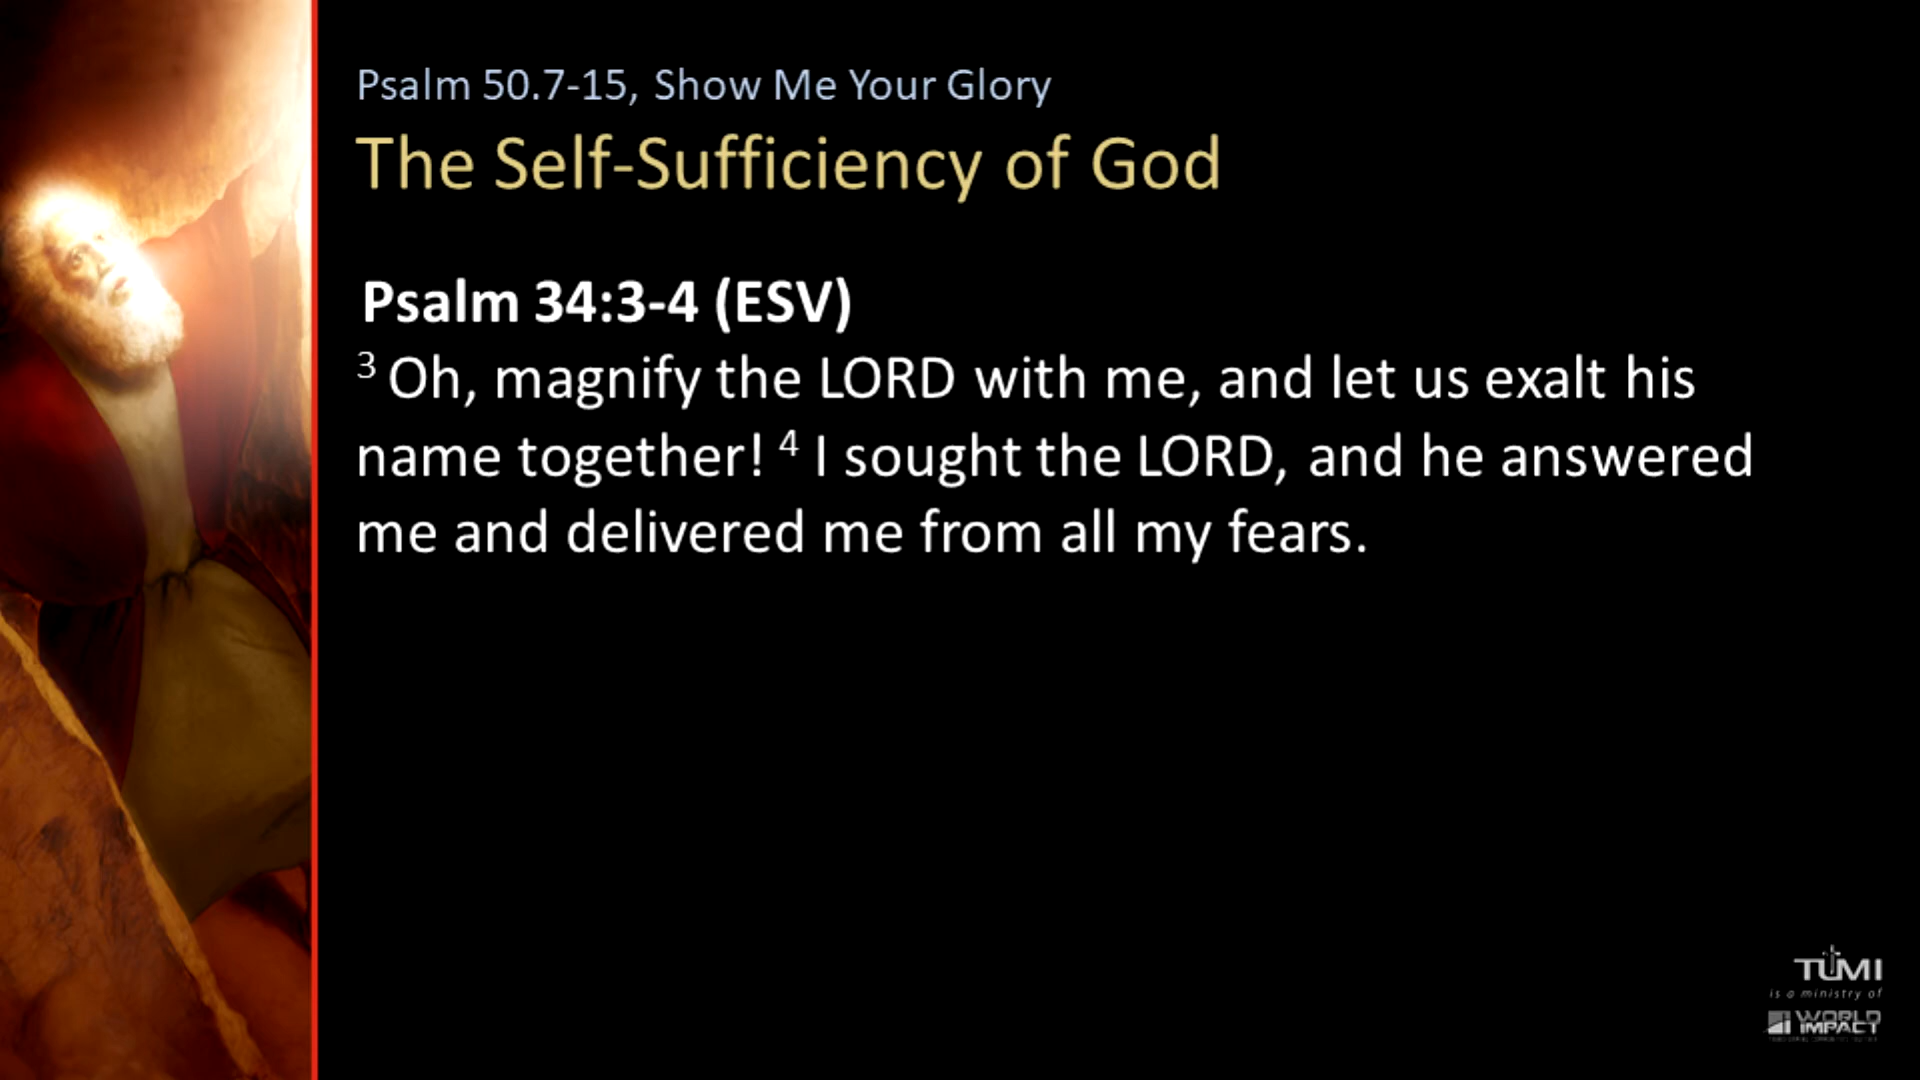 Psalm 50.7-15, Show Me Your Glory
The Self-Sufficiency of God
Psalm 34:3-4 (ESV)
3 Oh, magnify the LORD with me, and let us exalt his
name together! 4 I sought the LORD, and he answered
me and delivered me from all my fears.
TUMI
is a ministry of
WORLD
IMPACT